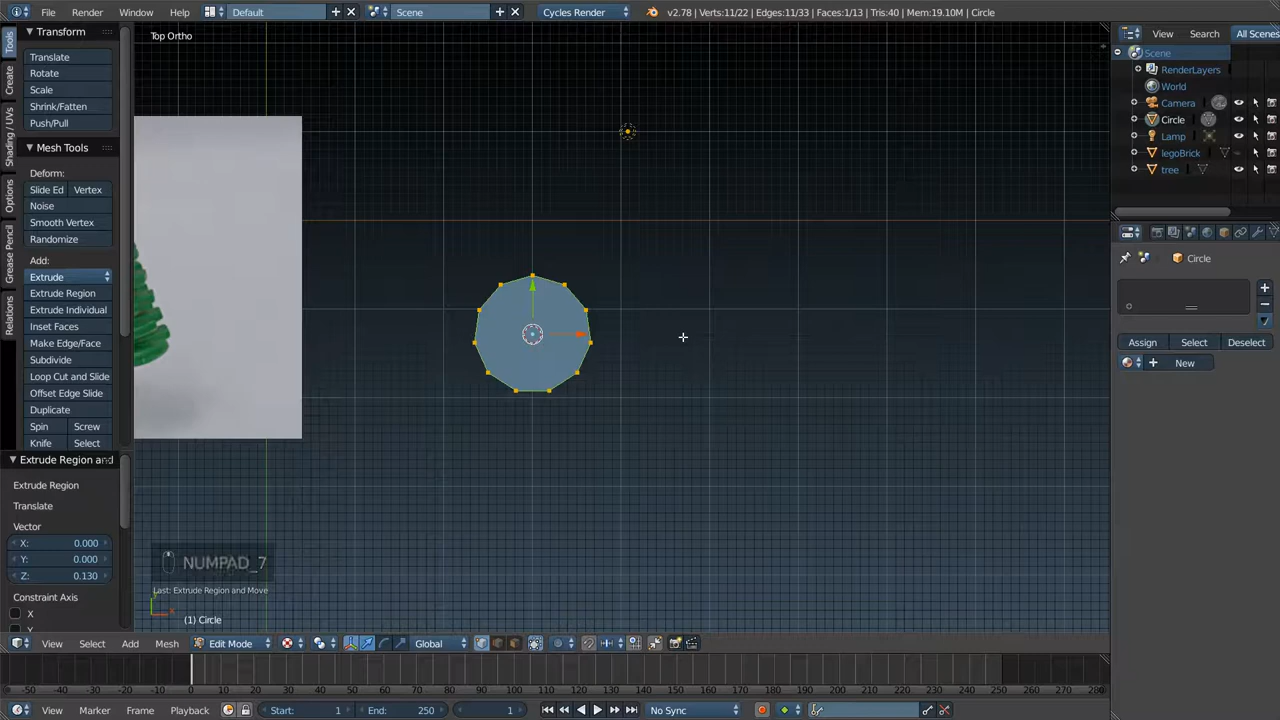 File Render Window Help Default Scene Cycles Render v2.78 | Verts:11/22 | Edges:11/33 | Faces:1/13 | Tris:40 | Mem:19.10M | Circle
Tools
Create
Shading / UVs
Options
Grease Pencil
Relations
Transform
Translate
Rotate
Scale
Shrink/Fatten
Push/Pull
Mesh Tools
Deform:
Slide Ed Vertex
Noise
Smooth Vertex
Randomize
Add:
Extrude
Extrude Region
Extrude Individual
Inset Faces
Make Edge/Face
Subdivide
Loop Cut and Slide
Offset Edge Slide
Duplicate
Spin Screw
Knife Select
Extrude Region and
Extrude Region
Translate
Vector
X: 0.000
Y: 0.000
Z: 0.130
Constraint Axis
X
Top Ortho
NUMPAD_7
Last: Extrude Region and Move
(1) Circle
View Search All Scenes
Scene
RenderLayers
World
Camera
Circle
Lamp
legoBrick
tree
Circle
Assign Select Deselect
New
View Select Add Mesh Edit Mode Global
-50 -40 -30 -20 -10 0 10 20 30 40 50 60 70 80 90 100 110 120 130 140 150 160 170 180 190 200 210 220 230 240 250 260 270 280
View Marker Frame Playback Start: 1 End: 250 1 No Sync